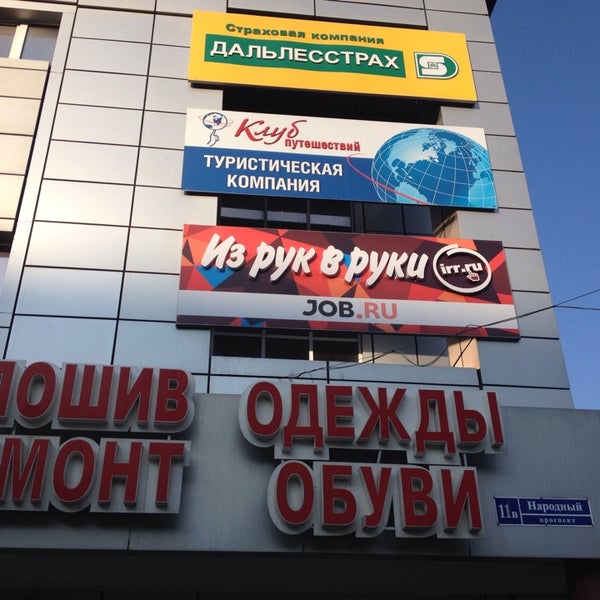 Страховая компания
ДАЛЬЛЕССТРАХ
Клуб
путешествий
ТУРИСТИЧЕСКАЯ
КОМПАНИЯ
Из рук в руки
irr.ru
JOB.RU
ПОШИВ ОДЕЖДЫ
МОНТ ОБУВИ
11в Народный
проспект